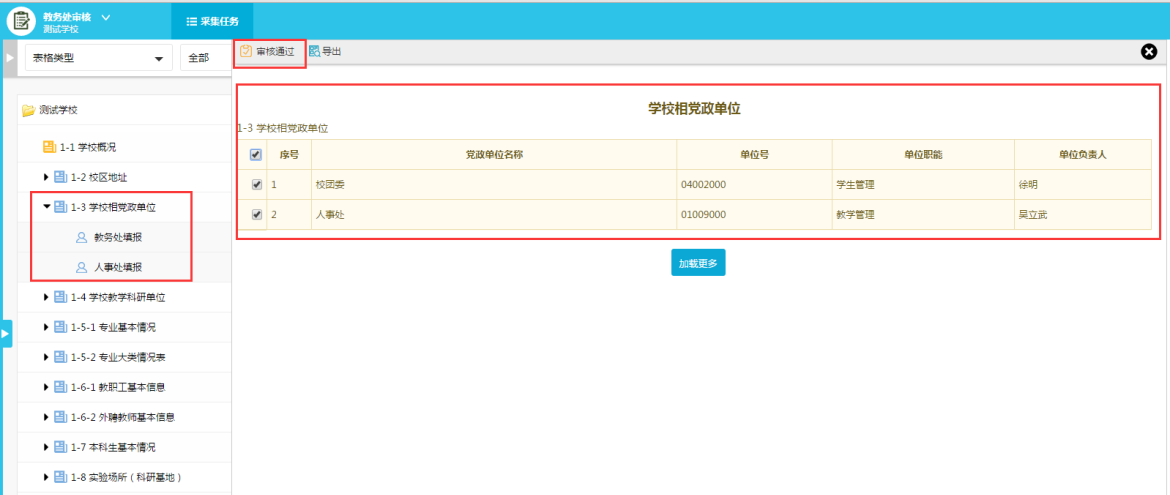 教务处审核
测试学校
采集任务
表格类型 全部
审核通过 导出
测试学校
1-1 学校概况
1-2 校区地址
1-3 学校相党政单位
教务处填报
人事处填报
1-4 学校教学科研单位
1-5-1 专业基本情况
1-5-2 专业大类情况表
1-6-1 教职工基本信息
1-6-2 外聘教师基本信息
1-7 本科生基本情况
1-8 实验场所（科研基地）
学校相党政单位
1-3 学校相党政单位
序号 党政单位名称 单位号 单位职能 单位负责人
1 校团委 04002000 学生管理 徐明
2 人事处 01009000 教学管理 吴立武
加载更多